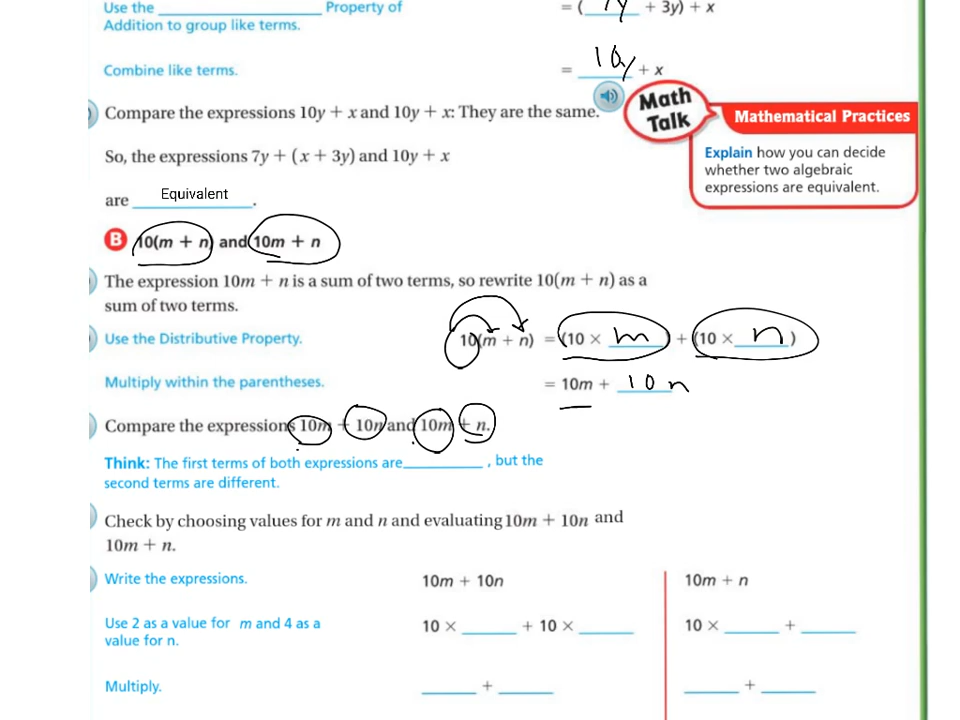 Use the ____________ Property of = ( 7y + 3y) + x
Addition to group like terms.
Combine like terms. = 10y + x
Compare the expressions 10y + x and 10y + x: They are the same.
Math Talk
Mathematical Practices
Explain how you can decide
whether two algebraic
expressions are equivalent.
So, the expressions 7y + (x + 3y) and 10y + x
are Equivalent.
B 10(m + n) and 10m + n
The expression 10m + n is a sum of two terms, so rewrite 10(m + n) as a
sum of two terms.
Use the Distributive Property. 10(m + n) = (10 × m) + (10 × n)
Multiply within the parentheses. = 10m + 10n
Compare the expressions 10m + 10n and 10m + n.
Think: The first terms of both expressions are__________, but the
second terms are different.
Check by choosing values for m and n and evaluating 10m + 10n and
10m + n.
Write the expressions. 10m + 10n 10m + n
Use 2 as a value for m and 4 as a 10 × ______ + 10 × ______ 10 × ______ + ______
value for n.
Multiply. ______ + ______ ______ + ______